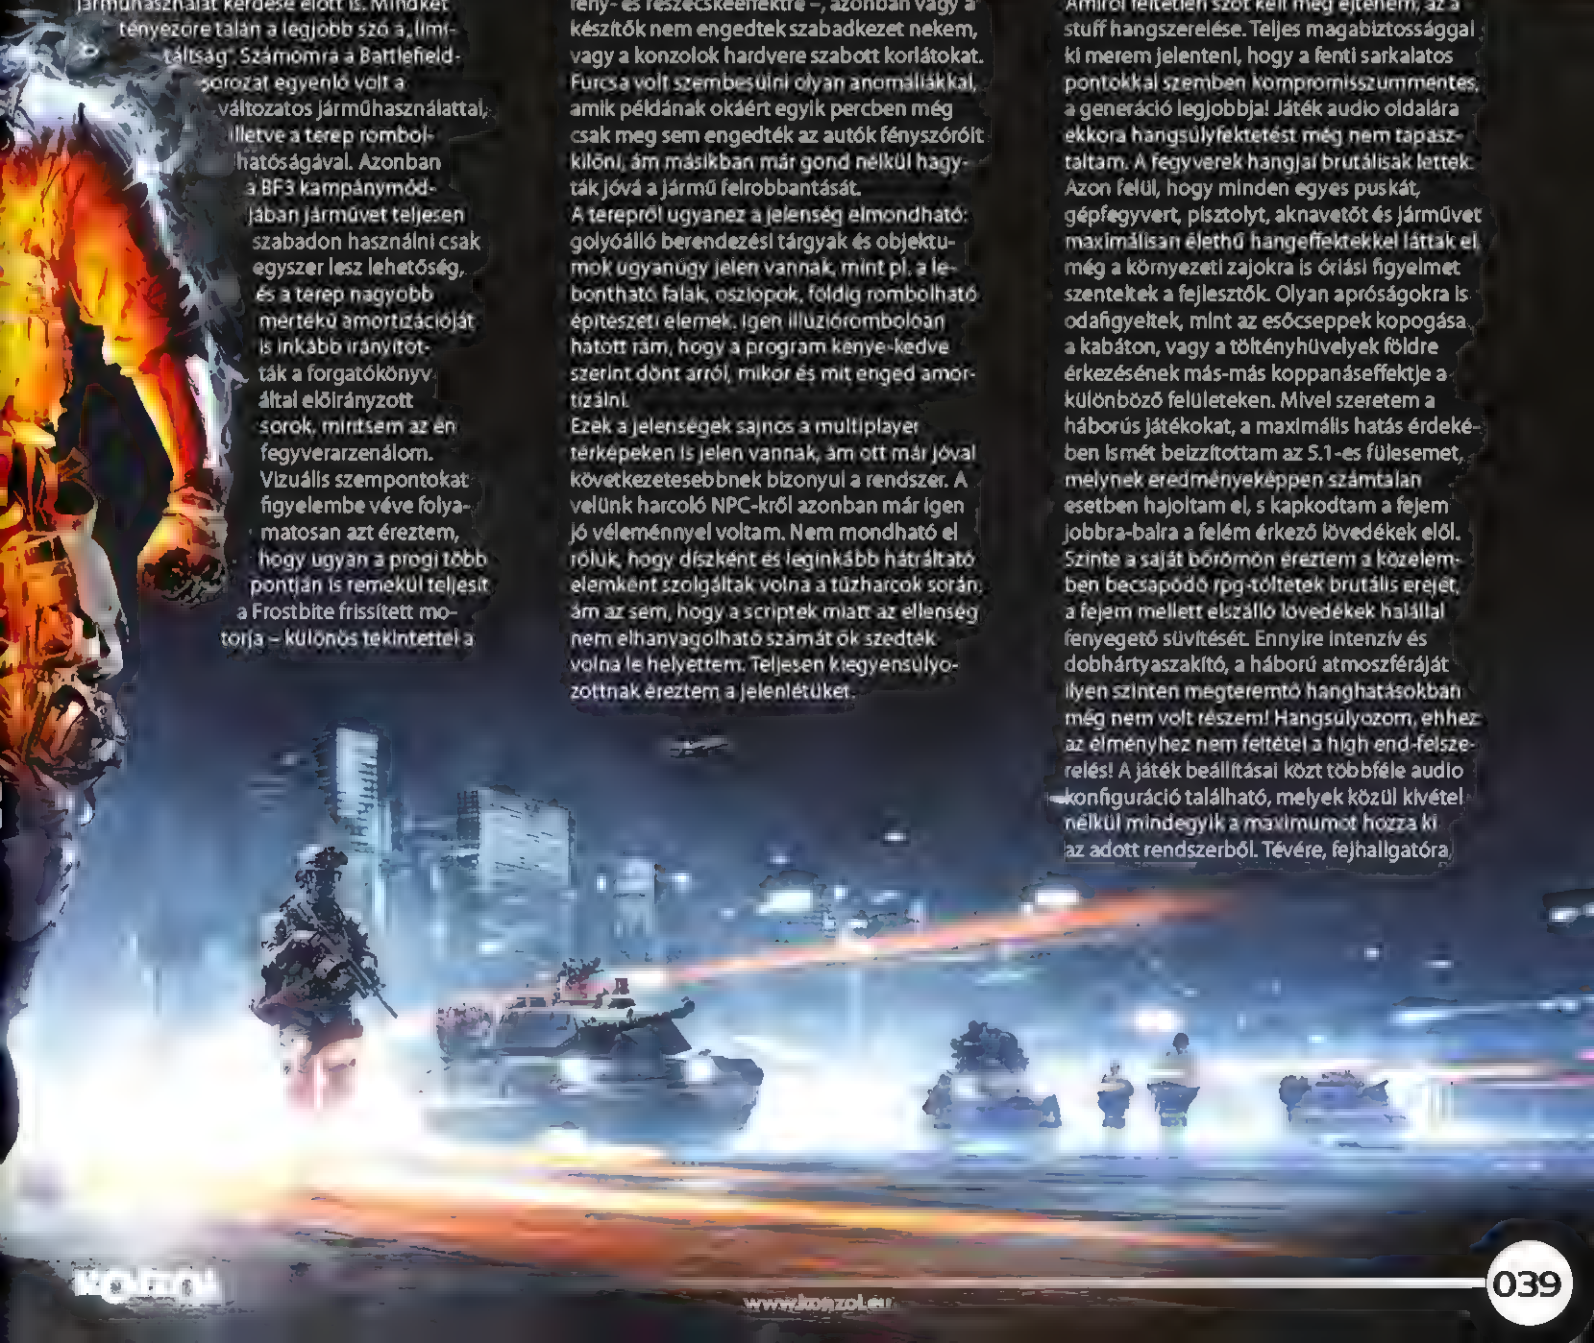 járműhasználat kérdése előtt is. Mindkét
tényezőre talán a legjobb szó a „limi-
táltság”. Számomra a Battlefield-
sorozat egyenlő volt a
változatos járműhasználattal,
illetve a terep rombol-
hatóságával. Azonban
a BF3 kampánymód-
jában járművet teljesen
szabadon használni csak
egyszer lesz lehetőség,
és a terep nagyobb
mértékű amortizációját
is inkább irányítot-
ták a forgatókönyv
által előirányzott
sorok, mintsem az én
fegyverarzenálom.
Vizuális szempontokat
figyelembe véve folya-
matosan azt éreztem,
hogy ugyan a progi több
pontján is remekül teljesít
a Frostbite frissített mo-
torja – különös tekintettel a
fény- és részecskeeffektre –, azonban vagy a
készítők nem engedtek szabadkezet nekem,
vagy a konzolok hardvere szabott korlátokat.
Furcsa volt szembesülni olyan anomáliákkal,
amik példának okáért egyik percben még
csak meg sem engedték az autók fényszóróit
kilőni, ám másikban már gond nélkül hagy-
ták jóvá a jármű felrobbantását.
A terepről ugyanez a jelenség elmondható:
golyóálló berendezési tárgyak és objektu-
mok ugyanúgy jelen vannak, mint pl. a le-
bontható falak, oszlopok, földig rombolható
építészeti elemek. Igen illúziórombolóan
hatott rám, hogy a program kénye-kedve
szerint dönt arról, mikor és mit enged amor-
tizálni.
Ezek a jelenségek sajnos a multiplayer
térképeken is jelen vannak, ám ott már jóval
következetesebbnek bizonyul a rendszer. A
velünk harcoló NPC-kről azonban már igen
jó véleménnyel voltam. Nem mondható el
róluk, hogy díszként és leginkább hátráltató
elemként szolgáltak volna a tűzharcok során,
ám az sem, hogy a scriptek miatt az ellenség
nem elhanyagolható számát ők szedték
volna le helyettem. Teljesen kiegyensúlyo-
zottnak éreztem a jelenlétüket.
Amiről feltétlen szót kell még ejtenem, az a
stuff hangszerelése. Teljes magabiztossággal
ki merem jelenteni, hogy a fenti sarkalatos
pontokkal szemben kompromisszummentes,
a generáció legjobbja! Játék audio oldalára
ekkora hangsúlyfektetést még nem tapasz-
taltam. A fegyverek hangjai brutálisak lettek.
Azon felül, hogy minden egyes puskát,
gépfegyvert, pisztolyt, aknavetőt és járművet
maximálisan élethű hangeffektekkel láttak el,
még a környezeti zajokra is óriási figyelmet
szenteltek a fejlesztők. Olyan apróságokra is
odafigyeltek, mint az esőcseppek kopogása
a kabáton, vagy a töltényhüvelyek földre
érkezésének más-más koppanáseffektje a
különböző felületeken. Mivel szeretem a
háborús játékokat, a maximális hatás érdeké-
ben ismét beizzítottam az 5.1-es fülesemet,
melynek eredményeképpen számtalan
esetben hajoltam el, s kapkodtam a fejem
jobbra-balra a felém érkező lövedékek elől.
Szinte a saját bőrömön éreztem a közelem-
ben becsapódó rpg-töltetek brutális erejét,
a fejem mellett elszálló lövedékek halállal
fenyegető süvítését. Ennyire intenzív és
dobhártyaszakító, a háború atmoszféráját
ilyen szinten megteremtő hanghatásokban
még nem volt részem! Hangsúlyozom, ehhez
az élményhez nem feltétel a high end-felsze-
relés! A játék beállításai közt többféle audio
konfiguráció található, melyek közül kivétel
nélkül mindegyik a maximumot hozza ki
az adott rendszerből. Tévére, fejhallgatóra,
KONZOL
www.konzol.eu
039